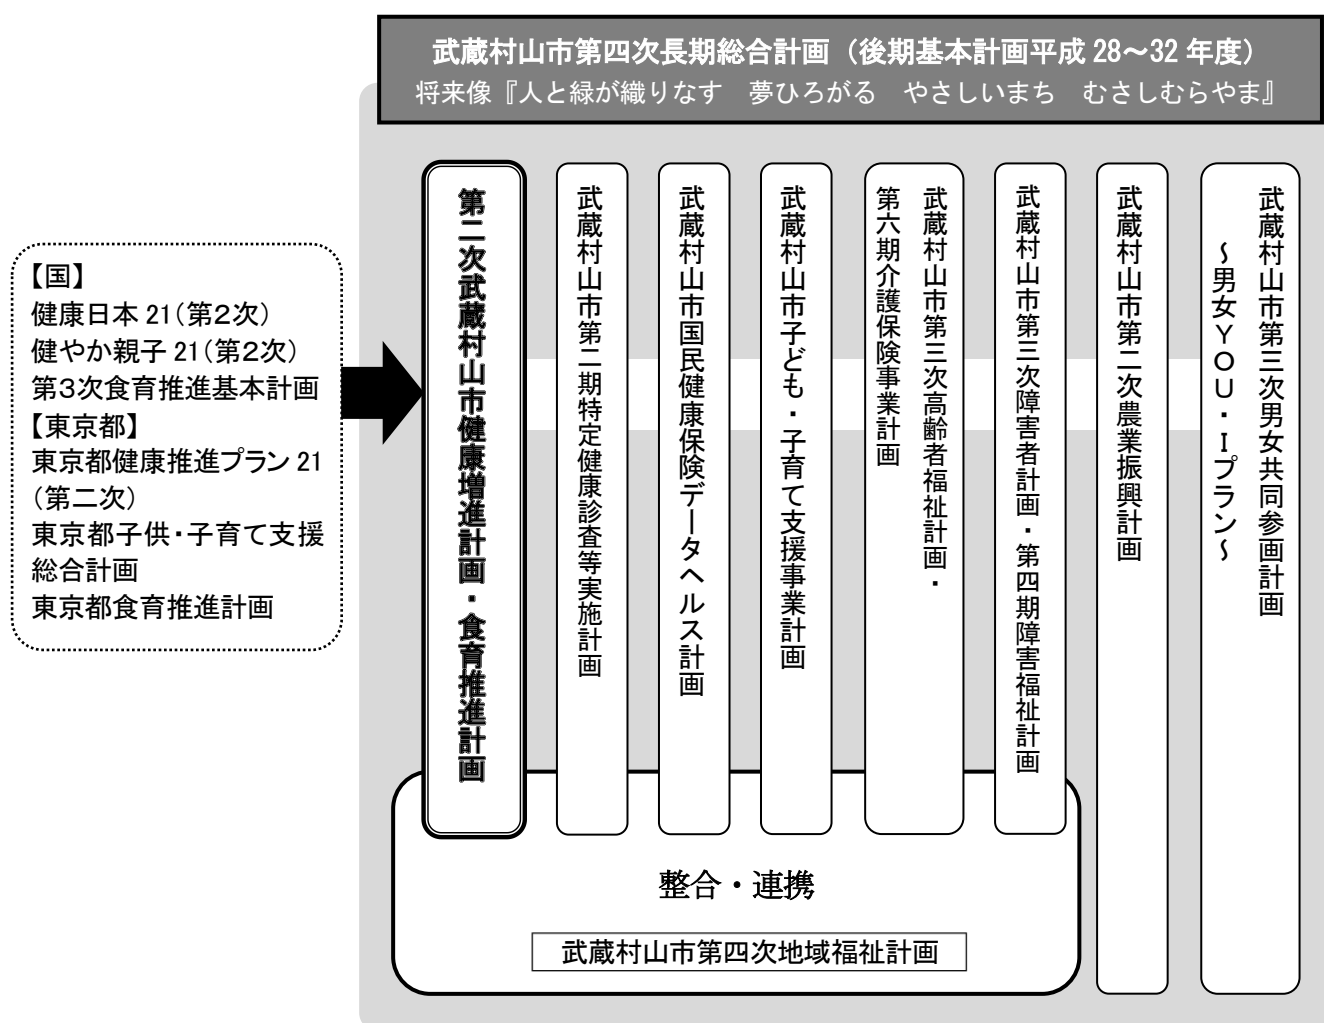 武蔵村山市第四次長期総合計画（後期基本計画平成 28～32 年度）
将来像『人と緑が織りなす　夢ひろがる　やさしいまち　むさしむらやま』
【国】
健康日本 21（第２次）
健やか親子 21（第２次）
第３次食育推進基本計画
【東京都】
東京都健康推進プラン 21
（第二次）
東京都子供・子育て支援
総合計画
東京都食育推進計画
第二次武蔵村山市健康増進計画・食育推進計画
武蔵村山市第二期特定健康診査等実施計画
武蔵村山市国民健康保険データヘルス計画
武蔵村山市子ども・子育て支援事業計画
武蔵村山市第三次高齢者福祉計画・
第六期介護保険事業計画
武蔵村山市第三次障害者計画・第四期障害福祉計画
武蔵村山市第二次農業振興計画
武蔵村山市第三次男女共同参画計画
～男女ＹＯＵ・Ｉプラン～
整合・連携
武蔵村山市第四次地域福祉計画